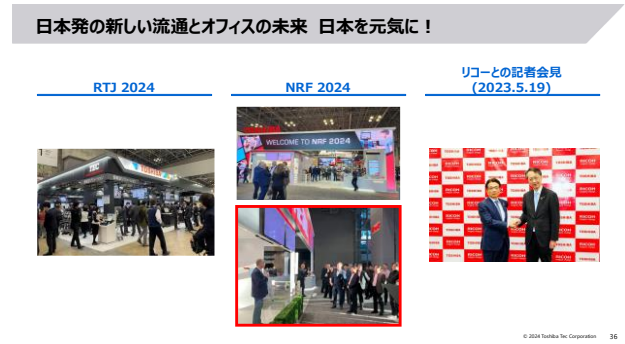 日本発の新しい流通とオフィスの未来 日本を元気に！
RTJ 2024
NRF 2024
リコーとの記者会見
(2023.5.19)
WELCOME TO NRF 2024
TEC
TOSHIBA
RICOH
TOSHIBA
© 2024 Toshiba Tec Corporation
36